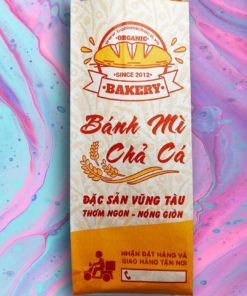 ORGANIC
SINCE 2012
BAKERY
Bánh Mì
Chả Cá
ĐẶC SẢN VŨNG TÀU
THƠM NGON - NÓNG GIÒN
NHẬN ĐẶT HÀNG VÀ
GIAO HÀNG TẬN NƠI